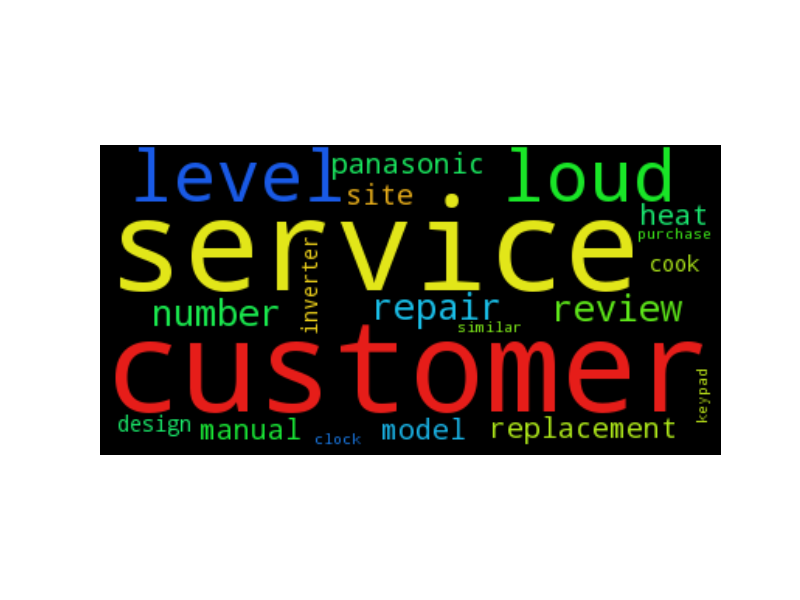 level panasonic loud
site
heat
service purchase
inverter cook
number repair review
similar
customer
keypad
design manual clock model replacement